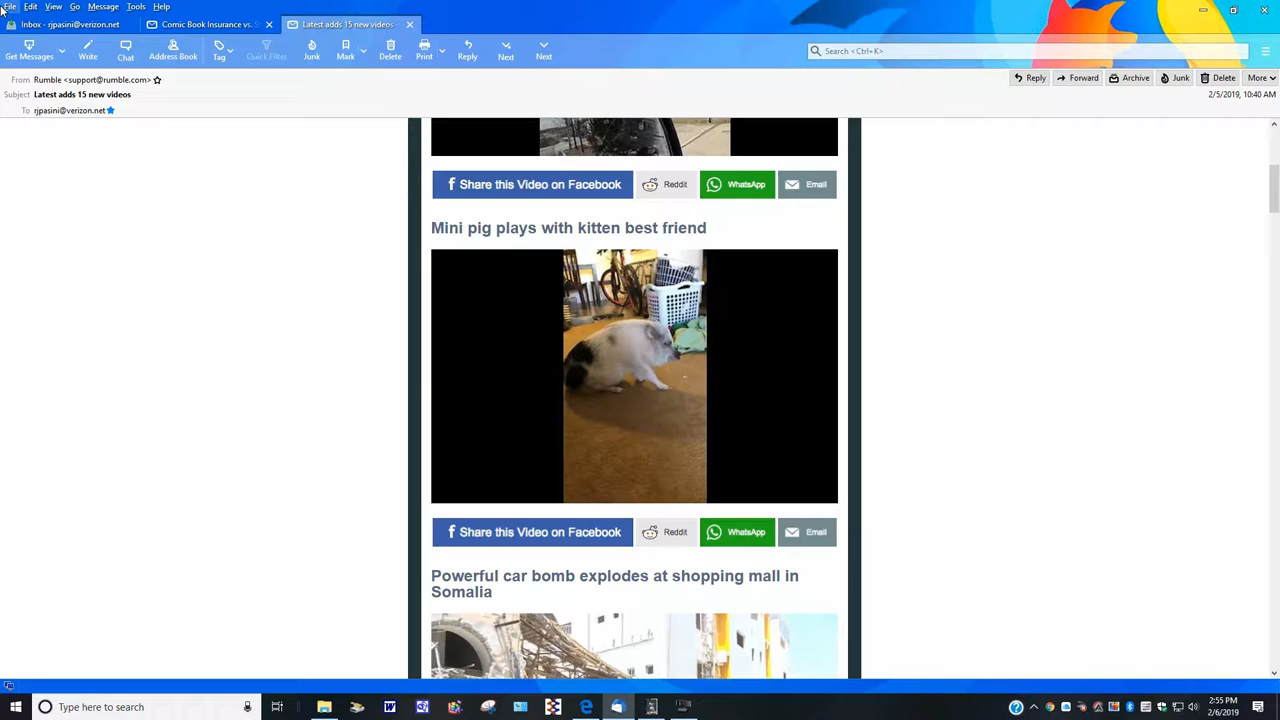 File Edit View Go Message Tools Help
Inbox - rjpasini@verizon.net Comic Book Insurance vs. S Latest adds 15 new videos
Get Messages Write Chat Address Book Tag Quick Filter Junk Mark Delete Print Reply Next Next Search <Ctrl+K>
From Rumble <support@rumble.com> Reply Forward Archive Junk Delete More
Subject Latest adds 15 new videos 2/5/2019, 10:40 AM
To rjpasini@verizon.net
Share this Video on Facebook Reddit WhatsApp Email
Mini pig plays with kitten best friend
Share this Video on Facebook Reddit WhatsApp Email
Powerful car bomb explodes at shopping mall in
Somalia
Type here to search 2:55 PM
2/6/2019